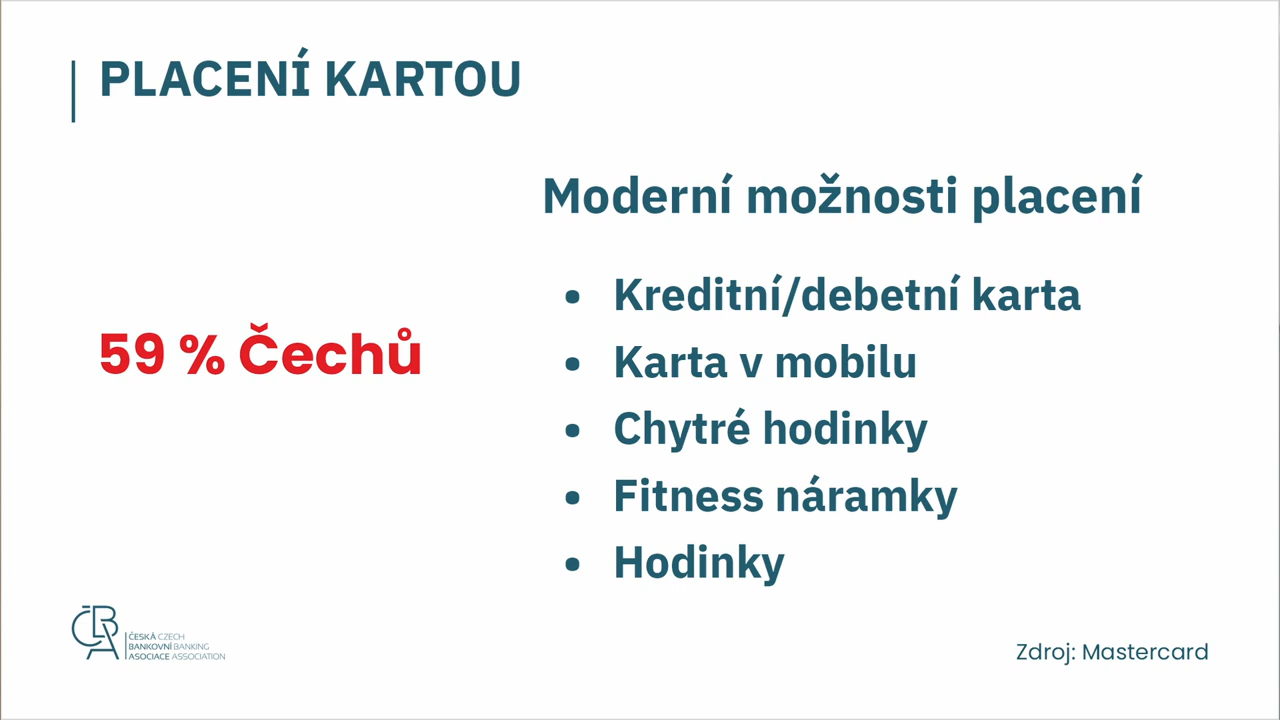 PLACENÍ KARTOU
Moderní možnosti placení
59 % Čechů
• Kreditní/debetní karta
• Karta v mobilu
• Chytré hodinky
• Fitness náramky
• Hodinky
ČBA
ČESKÁ CZECH
BANKOVNÍ BANKING
ASOCIACE ASSOCIATION
Zdroj: Mastercard